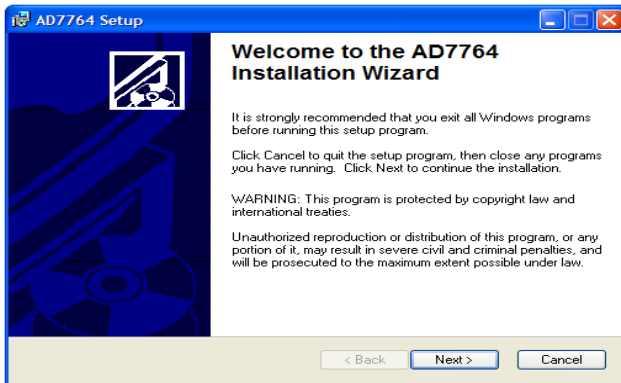 AD7764 Setup
Welcome to the AD7764
Installation Wizard
It is strongly recommended that you exit all Windows programs
before running this setup program.
Click Cancel to quit the setup program, then close any programs
you have running. Click Next to continue the installation.
WARNING: This program is protected by copyright law and
international treaties.
Unauthorized reproduction or distribution of this program, or any
portion of it, may result in severe civil and criminal penalties, and
will be prosecuted to the maximum extent possible under law.
< Back Next > Cancel